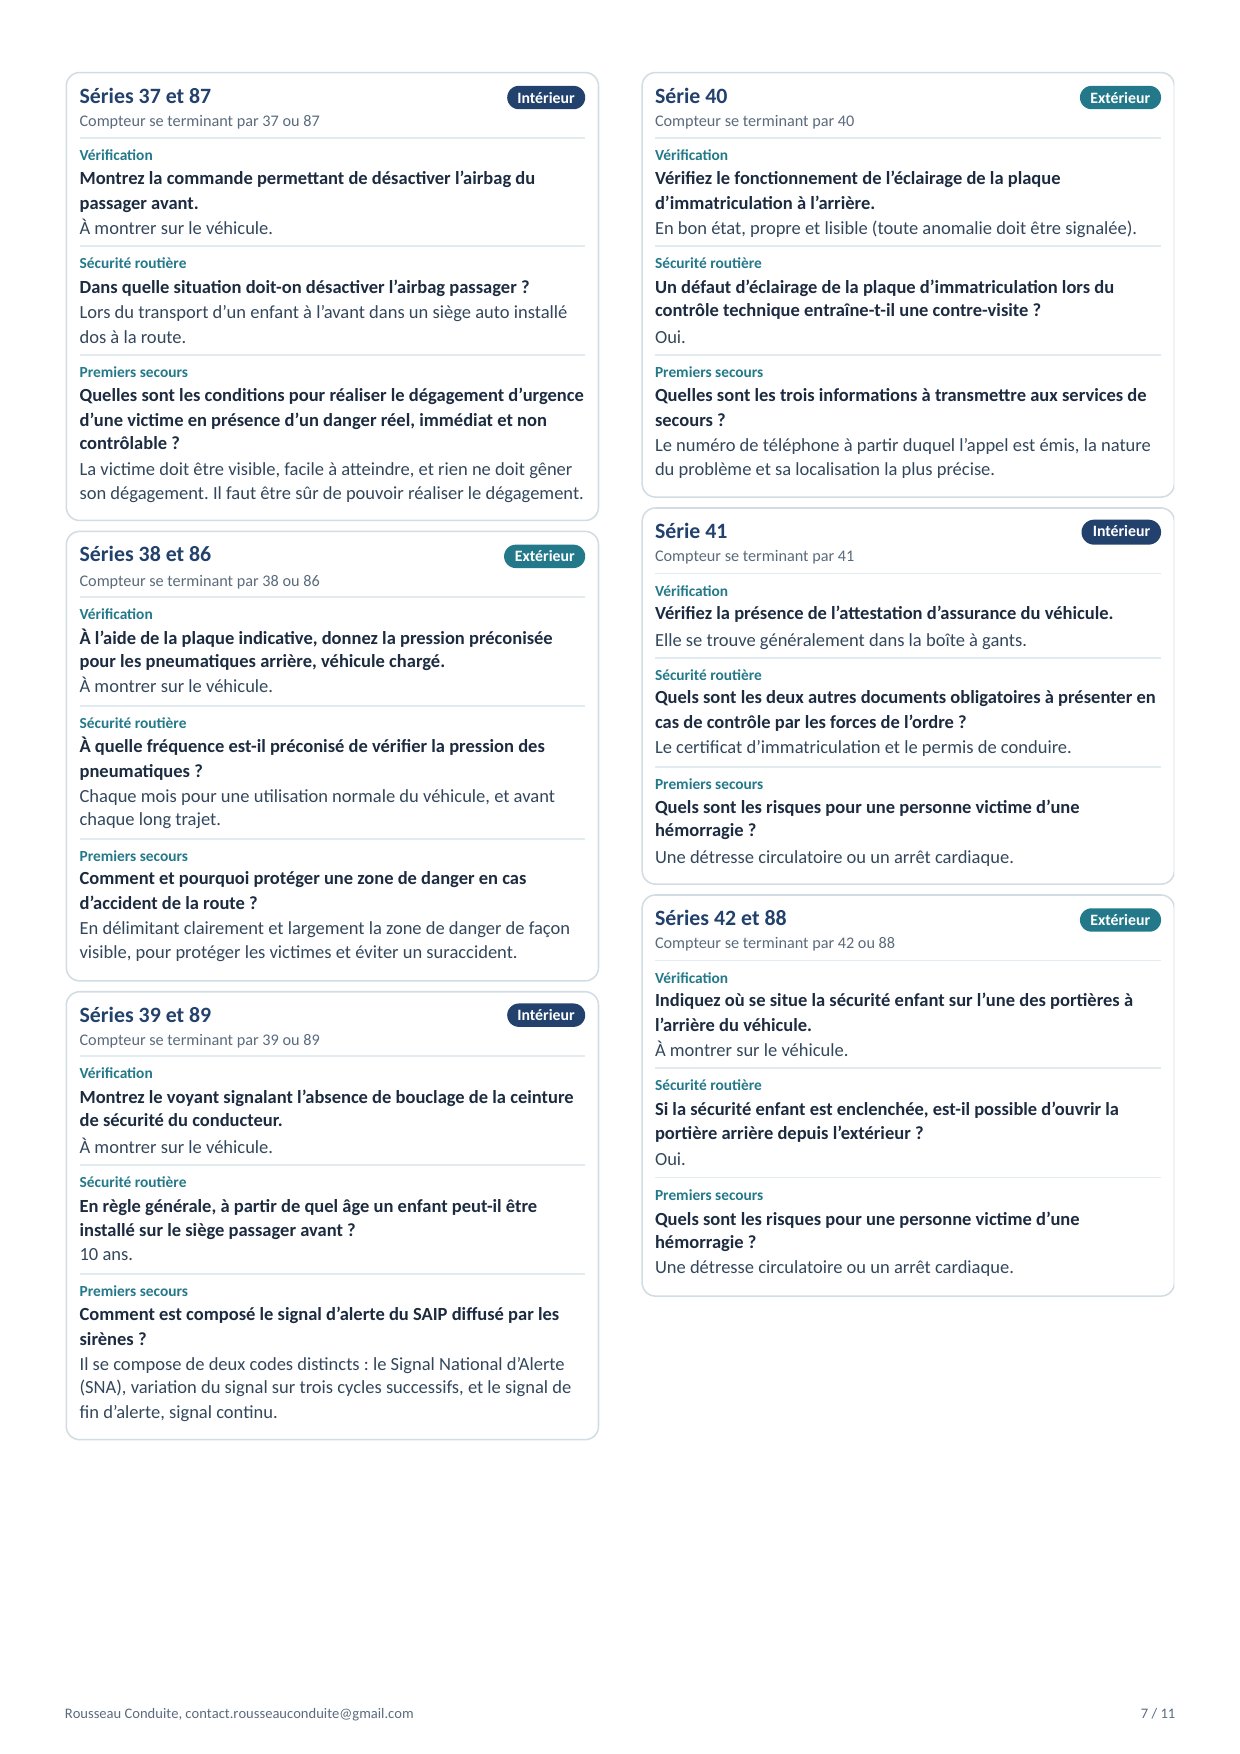 Séries 37 et 87
Intérieur
Compteur se terminant par 37 ou 87
Vérification
Montrez la commande permettant de désactiver l’airbag du
passager avant.
À montrer sur le véhicule.
Sécurité routière
Dans quelle situation doit-on désactiver l’airbag passager ?
Lors du transport d’un enfant à l’avant dans un siège auto installé
dos à la route.
Premiers secours
Quelles sont les conditions pour réaliser le dégagement d’urgence
d’une victime en présence d’un danger réel, immédiat et non
contrôlable ?
La victime doit être visible, facile à atteindre, et rien ne doit gêner
son dégagement. Il faut être sûr de pouvoir réaliser le dégagement.
Séries 38 et 86
Extérieur
Compteur se terminant par 38 ou 86
Vérification
À l’aide de la plaque indicative, donnez la pression préconisée
pour les pneumatiques arrière, véhicule chargé.
À montrer sur le véhicule.
Sécurité routière
À quelle fréquence est-il préconisé de vérifier la pression des
pneumatiques ?
Chaque mois pour une utilisation normale du véhicule, et avant
chaque long trajet.
Premiers secours
Comment et pourquoi protéger une zone de danger en cas
d’accident de la route ?
En délimitant clairement et largement la zone de danger de façon
visible, pour protéger les victimes et éviter un suraccident.
Séries 39 et 89
Intérieur
Compteur se terminant par 39 ou 89
Vérification
Montrez le voyant signalant l’absence de bouclage de la ceinture
de sécurité du conducteur.
À montrer sur le véhicule.
Sécurité routière
En règle générale, à partir de quel âge un enfant peut-il être
installé sur le siège passager avant ?
10 ans.
Premiers secours
Comment est composé le signal d’alerte du SAIP diffusé par les
sirènes ?
Il se compose de deux codes distincts : le Signal National d’Alerte
(SNA), variation du signal sur trois cycles successifs, et le signal de
fin d’alerte, signal continu.
Série 40
Extérieur
Compteur se terminant par 40
Vérification
Vérifiez le fonctionnement de l’éclairage de la plaque
d’immatriculation à l’arrière.
En bon état, propre et lisible (toute anomalie doit être signalée).
Sécurité routière
Un défaut d’éclairage de la plaque d’immatriculation lors du
contrôle technique entraîne-t-il une contre-visite ?
Oui.
Premiers secours
Quelles sont les trois informations à transmettre aux services de
secours ?
Le numéro de téléphone à partir duquel l’appel est émis, la nature
du problème et sa localisation la plus précise.
Série 41
Intérieur
Compteur se terminant par 41
Vérification
Vérifiez la présence de l’attestation d’assurance du véhicule.
Elle se trouve généralement dans la boîte à gants.
Sécurité routière
Quels sont les deux autres documents obligatoires à présenter en
cas de contrôle par les forces de l’ordre ?
Le certificat d’immatriculation et le permis de conduire.
Premiers secours
Quels sont les risques pour une personne victime d’une
hémorragie ?
Une détresse circulatoire ou un arrêt cardiaque.
Séries 42 et 88
Extérieur
Compteur se terminant par 42 ou 88
Vérification
Indiquez où se situe la sécurité enfant sur l’une des portières à
l’arrière du véhicule.
À montrer sur le véhicule.
Sécurité routière
Si la sécurité enfant est enclenchée, est-il possible d’ouvrir la
portière arrière depuis l’extérieur ?
Oui.
Premiers secours
Quels sont les risques pour une personne victime d’une
hémorragie ?
Une détresse circulatoire ou un arrêt cardiaque.
Rousseau Conduite, contact.rousseauconduite@gmail.com
7 / 11